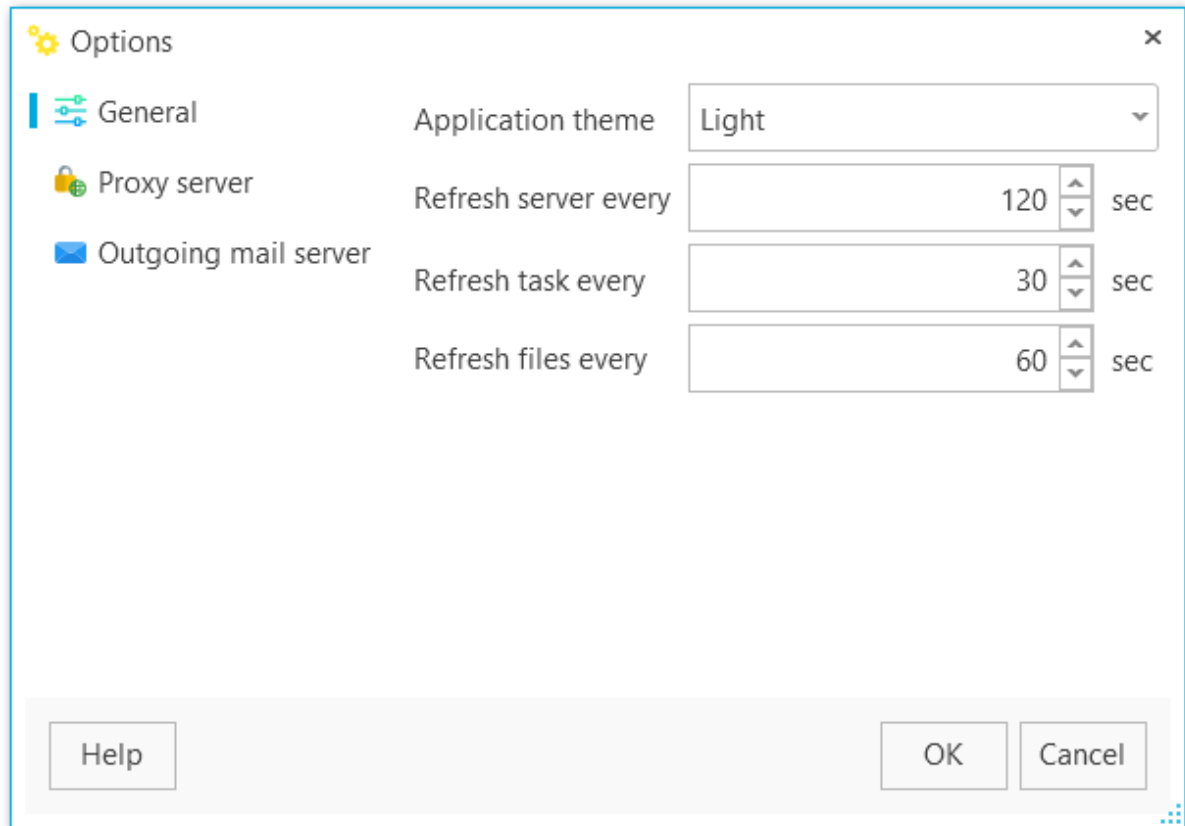 Options
General
Proxy server
Outgoing mail server
Application theme Light
Refresh server every 120 sec
Refresh task every 30 sec
Refresh files every 60 sec
Help OK Cancel